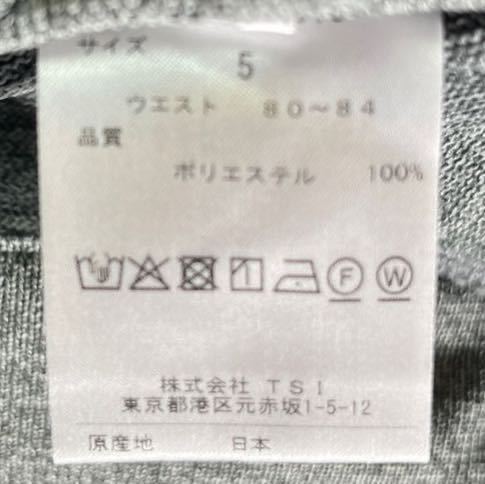 サイズ 5
ウエスト 80～84
品質
ポリエステル 100%
F W
株式会社 TSI
東京都港区元赤坂1-5-12
原産地 日本